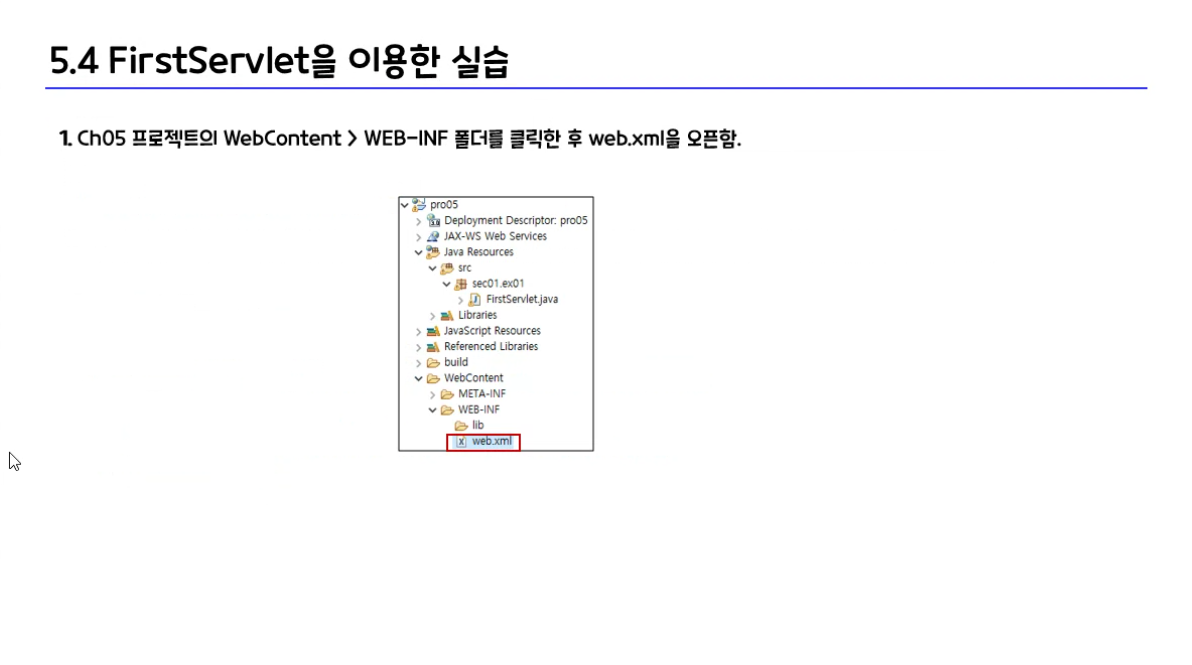 5.4 FirstServlet을 이용한 실습
1. Ch05 프로젝트의 WebContent > WEB-INF 폴더를 클릭한 후 web.xml을 오픈함.
pro05
Deployment Descriptor: pro05
JAX-WS Web Services
Java Resources
src
sec01.ex01
FirstServlet.java
Libraries
JavaScript Resources
Referenced Libraries
build
WebContent
META-INF
WEB-INF
lib
web.xml